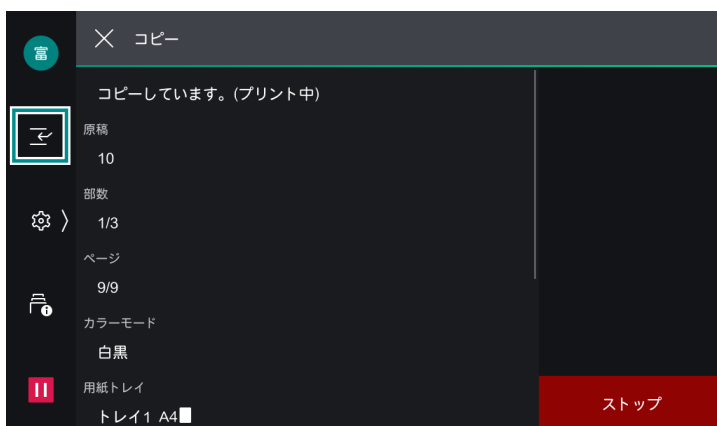 富
コピー
コピーしています。(プリント中)
原稿
10
部数
1/3
ページ
9/9
カラーモード
白黒
用紙トレイ
トレイ1 A4
ストップ